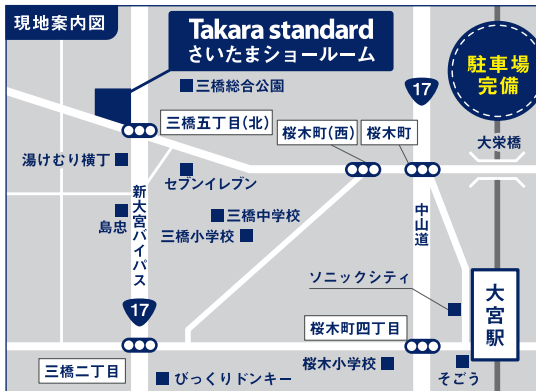 現地案内図
Takara standard
さいたまショールーム
駐車場
完備
三橋総合公園
17
三橋五丁目(北)
桜木町(西)
桜木町
大栄橋
湯けむり横丁
セブンイレブン
新大宮バイパス
島忠
三橋中学校
三橋小学校
中山道
ソニックシティ
大宮駅
17
桜木町四丁目
三橋二丁目
びっくりドンキー
桜木小学校
そごう